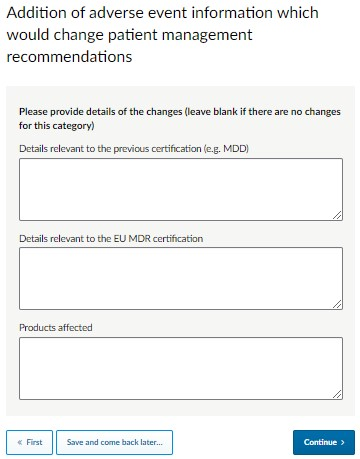 Addition of adverse event information which
would change patient management
recommendations
Please provide details of the changes (leave blank if there are no changes
for this category)
Details relevant to the previous certification (e.g. MDD)
Details relevant to the EU MDR certification
Products affected
« First
Save and come back later...
Continue ›